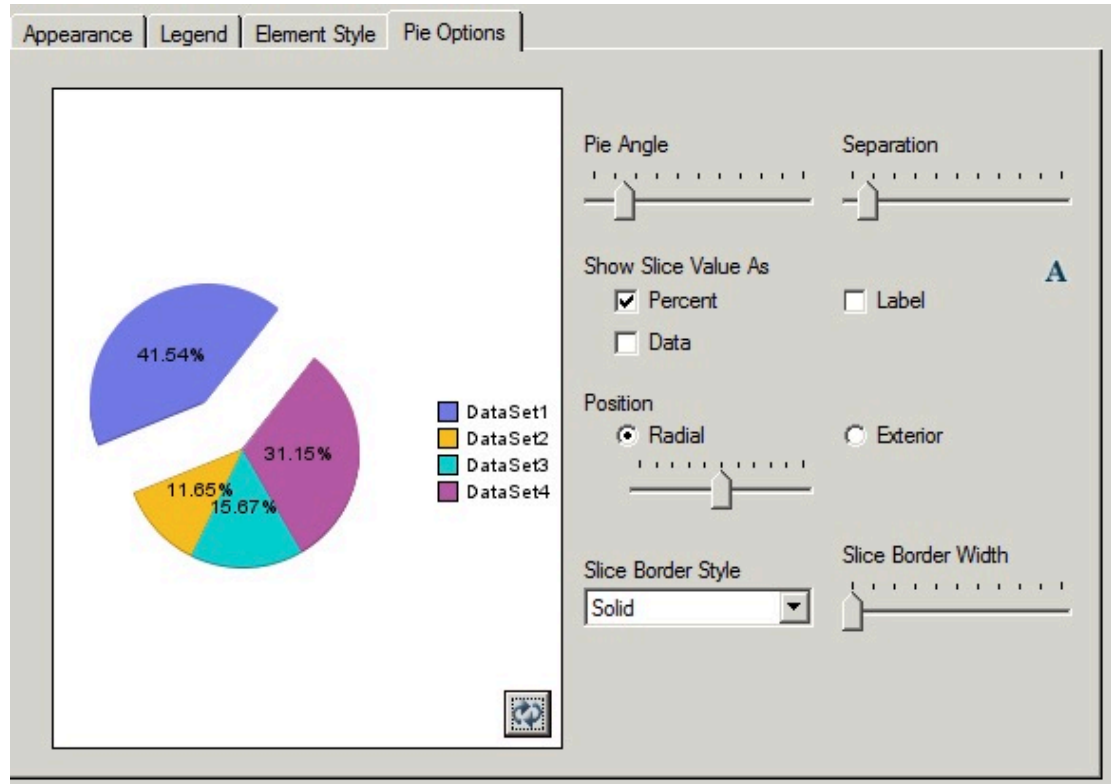 Appearance Legend Element Style Pie Options
Pie Angle Separation
Show Slice Value As A
Percent Label
Data
41.54%
Position
Radial Exterior
DataSet1
DataSet2
DataSet3
DataSet4
31.15%
11.65%
15.67%
Slice Border Style Slice Border Width
Solid